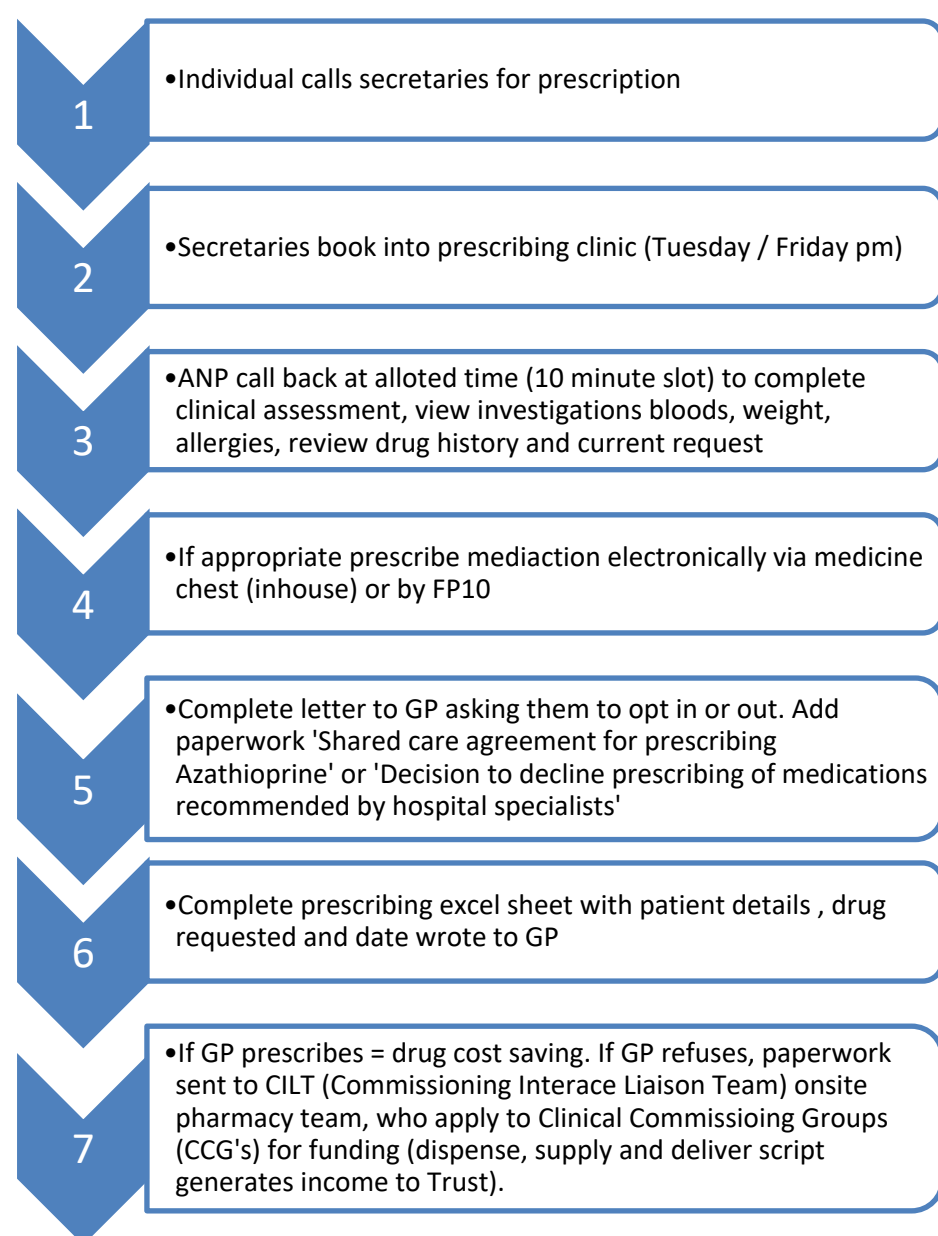 1
•Individual calls secretaries for prescription
2
•Secretaries book into prescribing clinic (Tuesday / Friday pm)
3
•ANP call back at alloted time (10 minute slot) to complete
clinical assessment, view investigations bloods, weight,
allergies, review drug history and current request
4
•If appropriate prescribe mediaction electronically via medicine
chest (inhouse) or by FP10
5
•Complete letter to GP asking them to opt in or out. Add
paperwork 'Shared care agreement for prescribing
Azathioprine' or 'Decision to decline prescribing of medications
recommended by hospital specialists'
6
•Complete prescribing excel sheet with patient details , drug
requested and date wrote to GP
7
•If GP prescribes = drug cost saving. If GP refuses, paperwork
sent to CILT (Commissioning Interace Liaison Team) onsite
pharmacy team, who apply to Clinical Commissioing Groups
(CCG's) for funding (dispense, supply and deliver script
generates income to Trust).